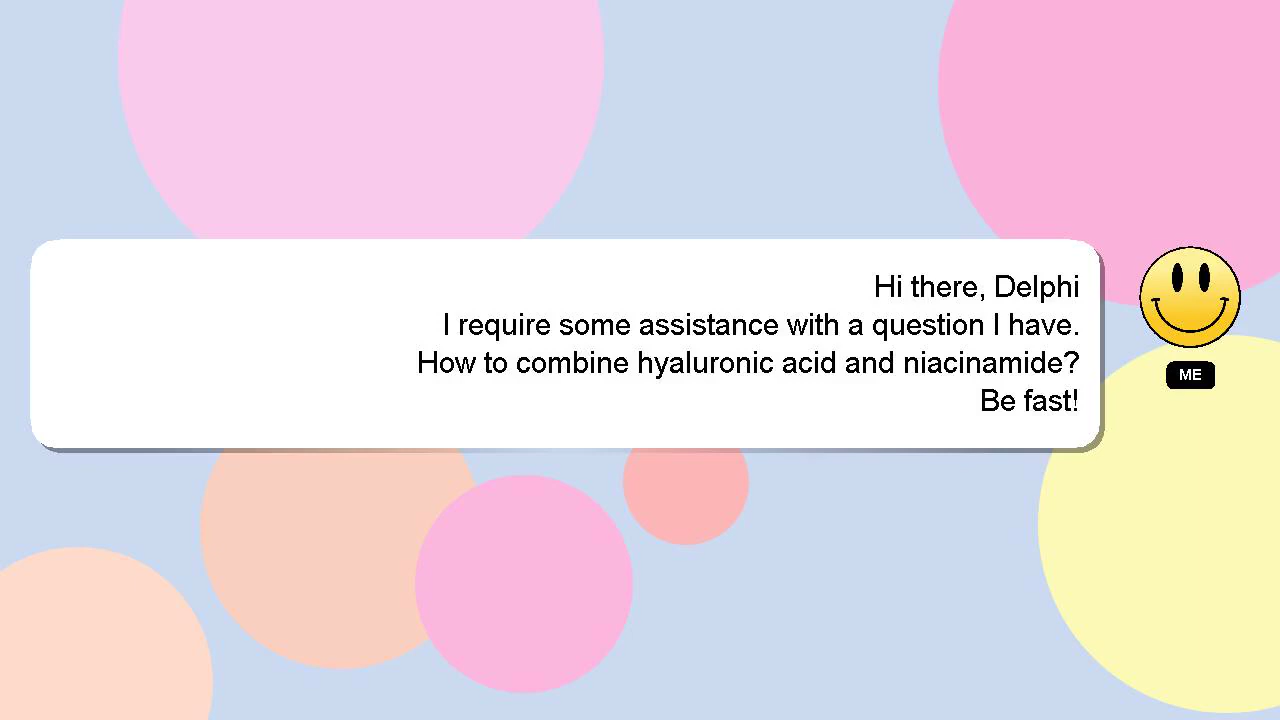 Hi there, Delphi
I require some assistance with a question I have.
How to combine hyaluronic acid and niacinamide?
Be fast!
ME